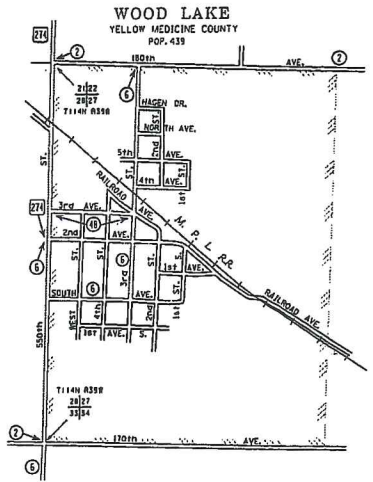 WOOD LAKE
YELLOW MEDICINE COUNTY
POP. 439
274
2
2
180th AVE.
6
21 22
28 27
T114N R39W
HAGEN DR.
NORTH AVE.
ST.
2nd
5th AVE.
ST.
4th
ST.
1st
RAILROAD AVE.
M. P. L. RR.
ST.
274
3rd AVE.
4B
2nd AVE.
6
ST.
ST.
6
3rd
ST.
S.
1st AVE.
ST.
6
SOUTH AVE.
RAILROAD AVE.
WEST
4th
2nd
1st
1st AVE. S.
550th
T114N R39W
28 27
33 34
2
170th AVE.
6